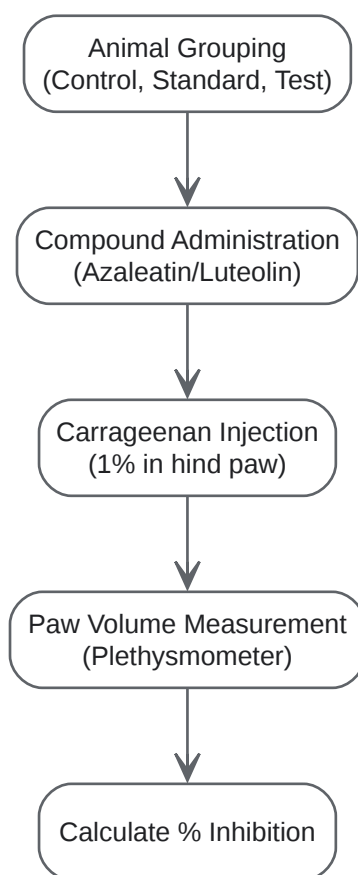 Animal Grouping
(Control, Standard, Test)
Compound Administration
(Azaleatin/Luteolin)
Carrageenan Injection
(1% in hind paw)
Paw Volume Measurement
(Plethysmometer)
Calculate % Inhibition